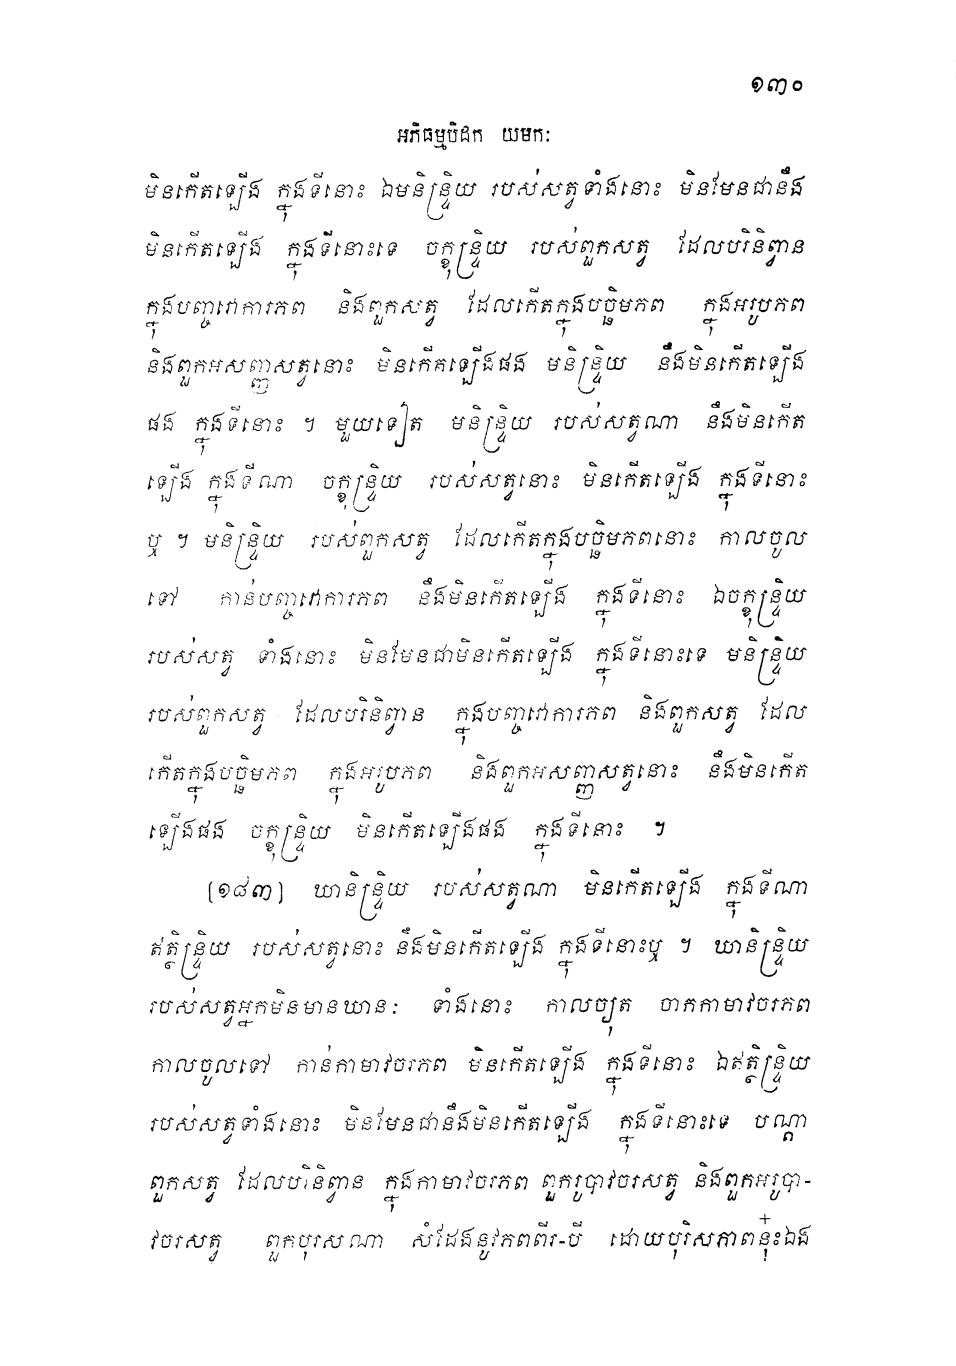 ១៣០
អភិធម្មបិដក យមកៈ
មិនកើតឡើង ក្នុងទីនោះ ឯមនិន្ទ្រិយ របស់សត្វទាំងនោះ មិនមែនជានឹង
មិនកើតឡើង ក្នុងទីនោះទេ ចក្ខុន្ទ្រិយ របស់ពួកសត្វ ដែលបរិនិព្វាន
ក្នុងបញ្ចវោការភព និងពួកសត្វ ដែលកើតក្នុងបច្ឆិមភព ក្នុងអរូបភព
និងពួកអសញ្ញសត្វនោះ មិនកើតឡើងផង មនិន្ទ្រិយ នឹងមិនកើតឡើង
ផង ក្នុងទីនោះ ។ មួយទៀត មនិន្ទ្រិយ របស់សត្វណា នឹងមិនកើត
ឡើង ក្នុងទីណា ចក្ខុន្ទ្រិយ របស់សត្វនោះ មិនកើតឡើង ក្នុងទីនោះ
ឬ ។ មនិន្ទ្រិយ របស់ពួកសត្វ ដែលកើតក្នុងបច្ឆិមភពនោះ កាលចូល
ទៅ កាន់បញ្ចវោការភព នឹងមិនកើតឡើង ក្នុងទីនោះ ឯចក្ខុន្ទ្រិយ
របស់សត្វ ទាំងនោះ មិនមែនជាមិនកើតឡើង ក្នុងទីនោះទេ មនិន្ទ្រិយ
របស់ពួកសត្វ ដែលបរិនិព្វាន ក្នុងបញ្ចវោការភព និងពួកសត្វ ដែល
កើតក្នុងបច្ឆិមភព ក្នុងអរូបភព និងពួកអសញ្ញសត្វនោះ នឹងមិនកើត
ឡើងផង ចក្ខុន្ទ្រិយ មិនកើតឡើងផង ក្នុងទីនោះ ។
[១៨៣] ឃានិន្ទ្រិយ របស់សត្វណា មិនកើតឡើង ក្នុងទីណា
ឥត្ថិន្ទ្រិយ របស់សត្វនោះ នឹងមិនកើតឡើង ក្នុងទីនោះឬ ។ ឃានិន្ទ្រិយ
របស់សត្វអ្នកមិនមានឃានៈ ទាំងនោះ កាលច្យុត ចាកកាមាវចរភព
កាលចូលទៅ កាន់កាមាវចរភព មិនកើតឡើង ក្នុងទីនោះ ឯឥត្ថិន្ទ្រិយ
របស់សត្វទាំងនោះ មិនមែនជានឹងមិនកើតឡើង ក្នុងទីនោះទេ បណ្តា
ពួកសត្វ ដែលបរិនិព្វាន ក្នុងកាមាវចរភព ពួករូបាវចរសត្វ និងពួកអរូបា-
វចរសត្វ ពួកបុរសណា សំដែងនូវភពពីរ-បី ដោយបុរិសភាពនុ៎ះឯង